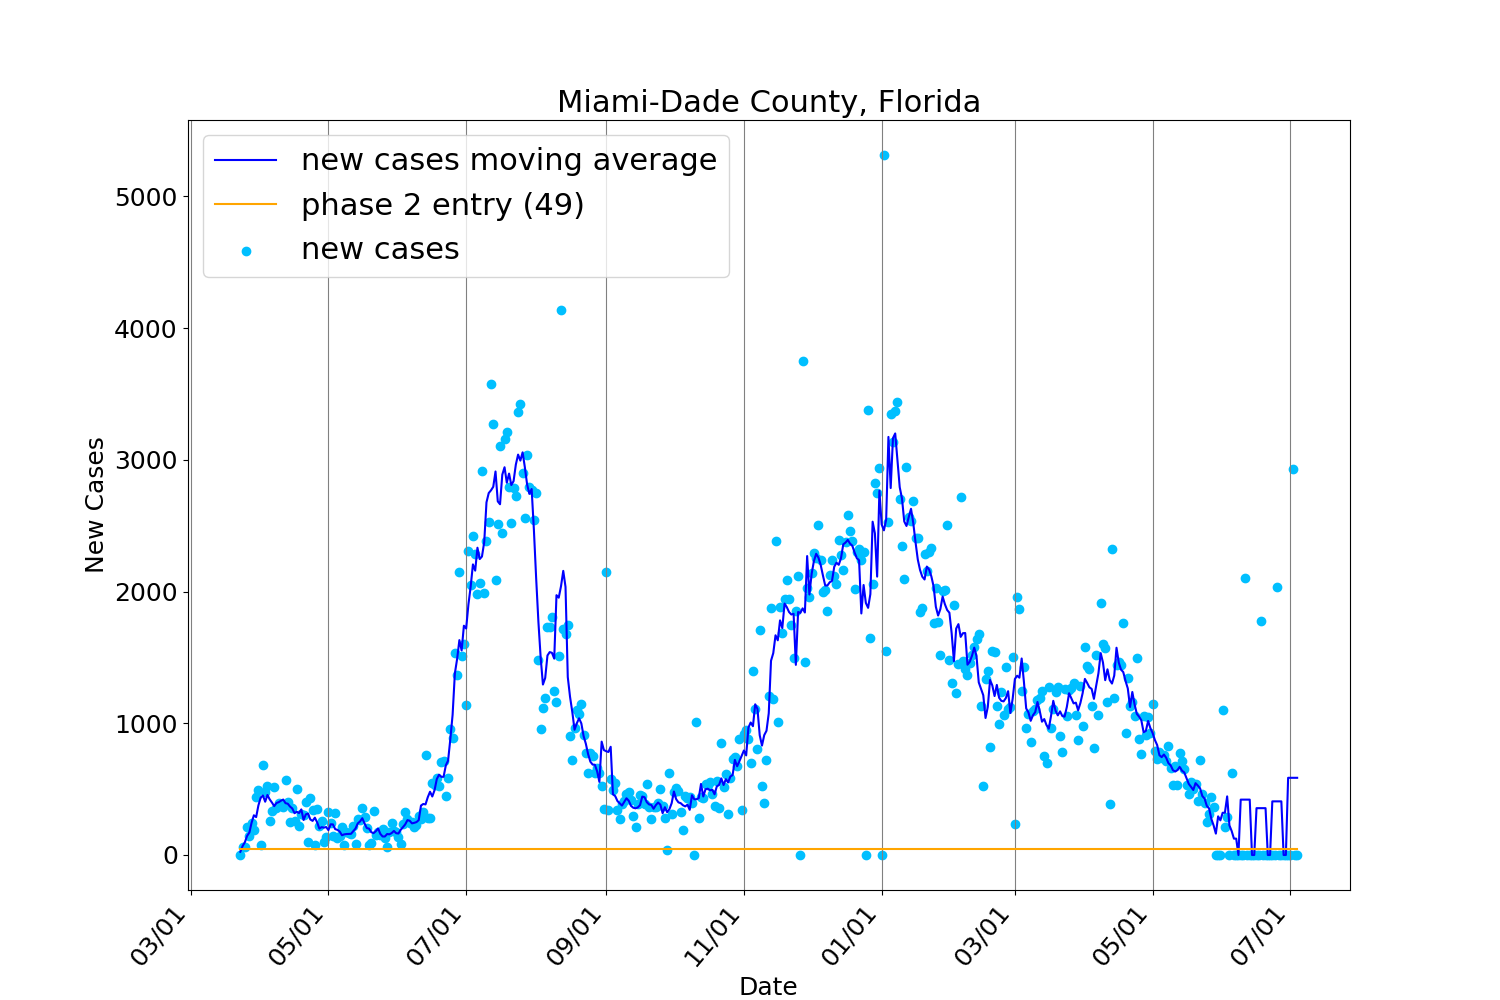 Miami-Dade County, Florida
new cases moving average
phase 2 entry (49)
new cases
New Cases
5000
4000
3000
2000
1000
0
03/01
05/01
07/01
09/01
11/01
01/01
03/01
05/01
07/01
Date